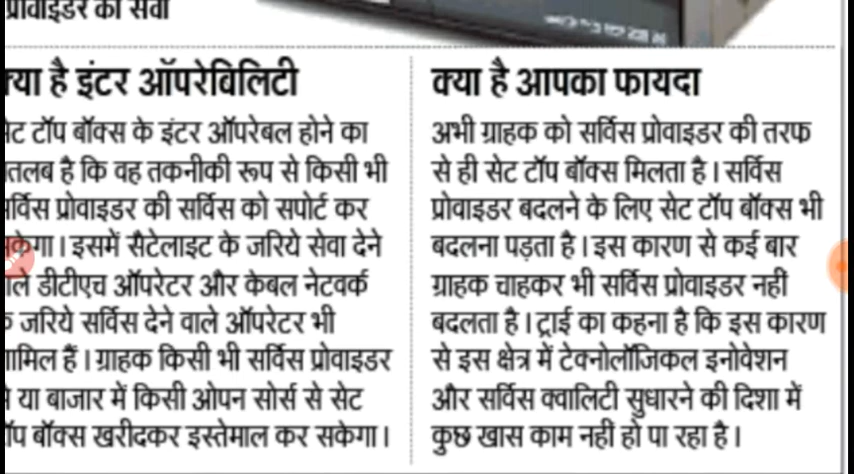 की सेवा
है इंटर ऑपरेबिलिटी
टॉप बॉक्स के इंटर ऑपरेबल होने का
है कि वह तकनीकी रूप से किसी भी
प्रोवाइडर की सर्विस को सपोर्ट कर
इसमें सैटेलाइट के जरिये सेवा देने
डीटीएच ऑपरेटर और केबल नेटवर्क
जरिये सर्विस देने वाले ऑपरेटर भी
हैं। ग्राहक किसी भी सर्विस प्रोवाइडर
या बाजार में किसी ओपन सोर्स से सेट
बॉक्स खरीदकर इस्तेमाल कर सकेगा।
क्या है आपका फायदा
अभी ग्राहक को सर्विस प्रोवाइडर की तरफ
से ही सेट टॉप बॉक्स मिलता है। सर्विस
प्रोवाइडर बदलने के लिए सेट टॉप बॉक्स भी
बदलना पड़ता है। इस कारण से कई बार
ग्राहक चाहकर भी सर्विस प्रोवाइडर नहीं
बदलता है। ट्राई का कहना है कि इस कारण
से इस क्षेत्र में टेक्नोलॉजिकल इनोवेशन
और सर्विस क्वालिटी सुधारने की दिशा में
कुछ खास काम नहीं हो पा रहा है।